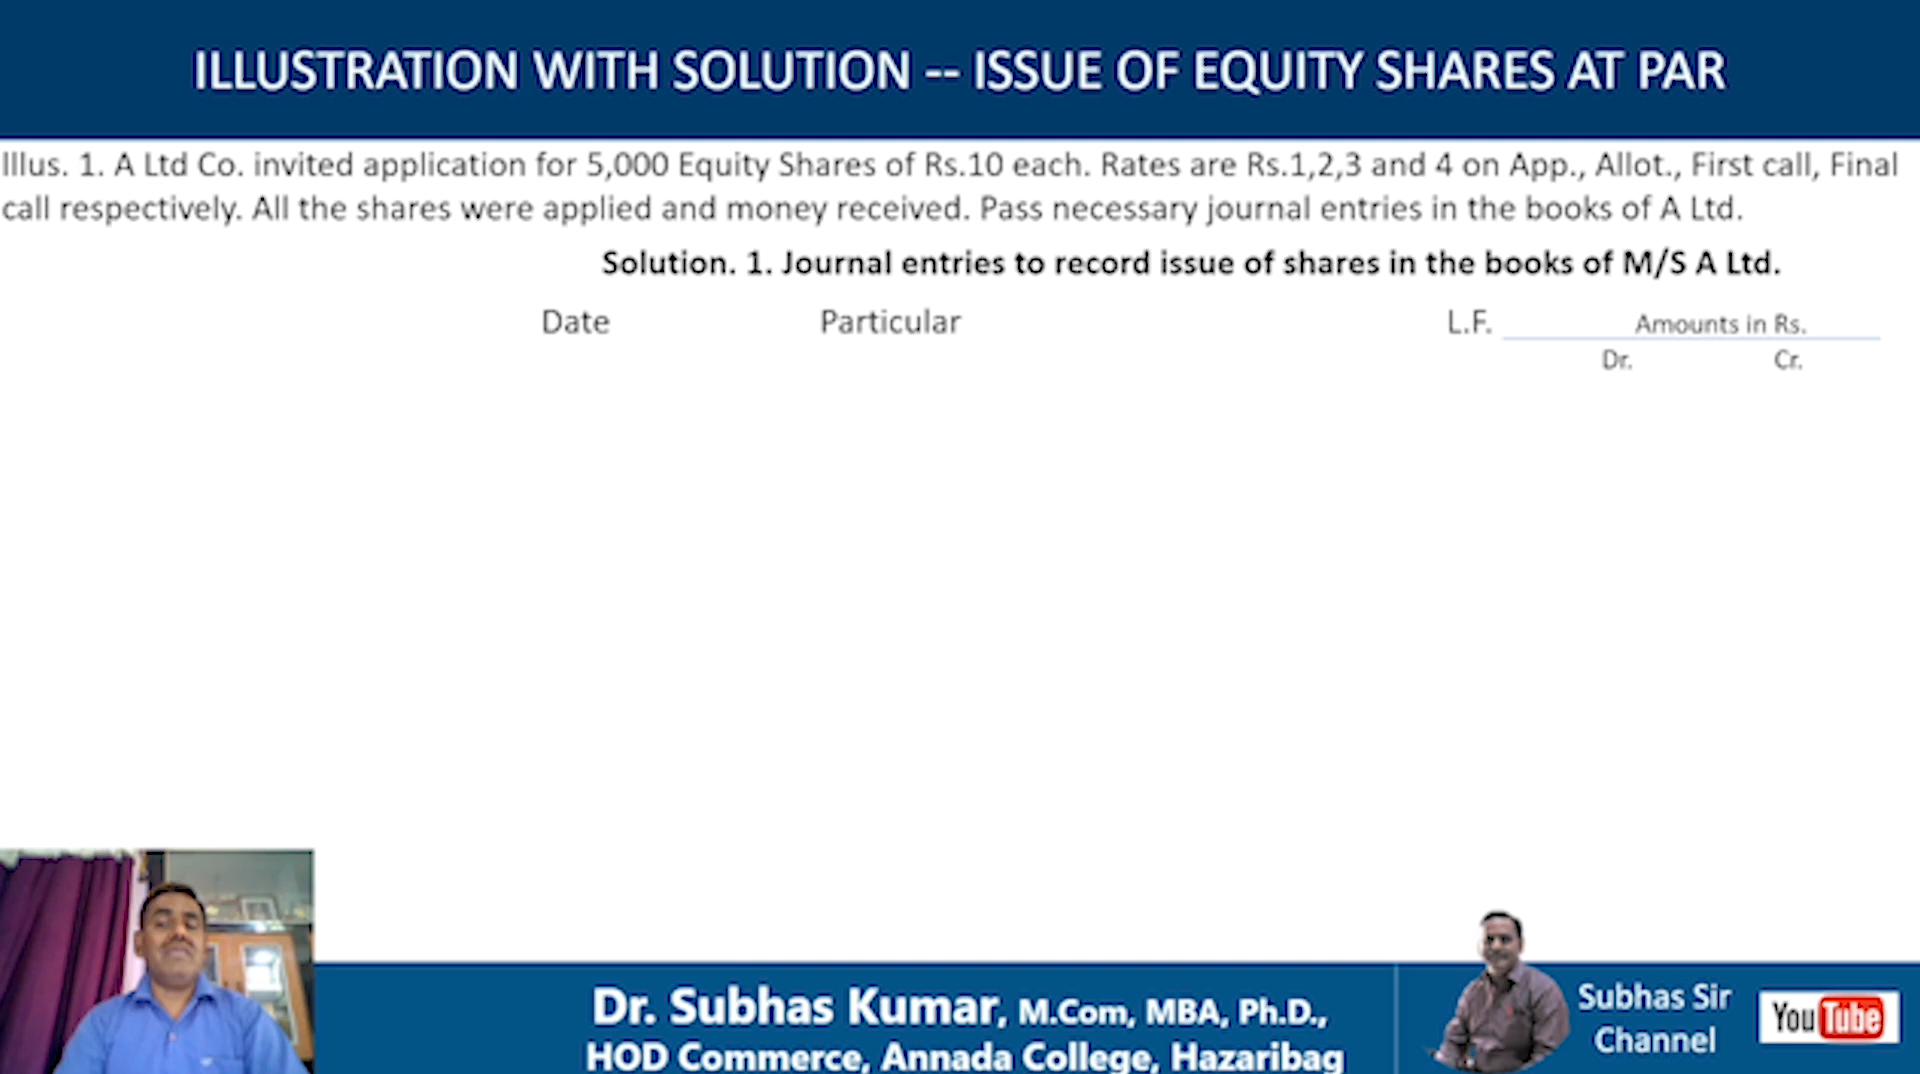 ILLUSTRATION WITH SOLUTION -- ISSUE OF EQUITY SHARES AT PAR
Illus. 1. A Ltd Co. invited application for 5,000 Equity Shares of Rs.10 each. Rates are Rs.1,2,3 and 4 on App., Allot., First call, Final
call respectively. All the shares were applied and money received. Pass necessary journal entries in the books of A Ltd.
Solution. 1. Journal entries to record issue of shares in the books of M/S A Ltd.
Date Particular L.F. Amounts in Rs.
Dr. Cr.
Dr. Subhas Kumar, M.Com, MBA, Ph.D.,
HOD Commerce, Annada College, Hazaribag
Subhas Sir
Channel
YouTube